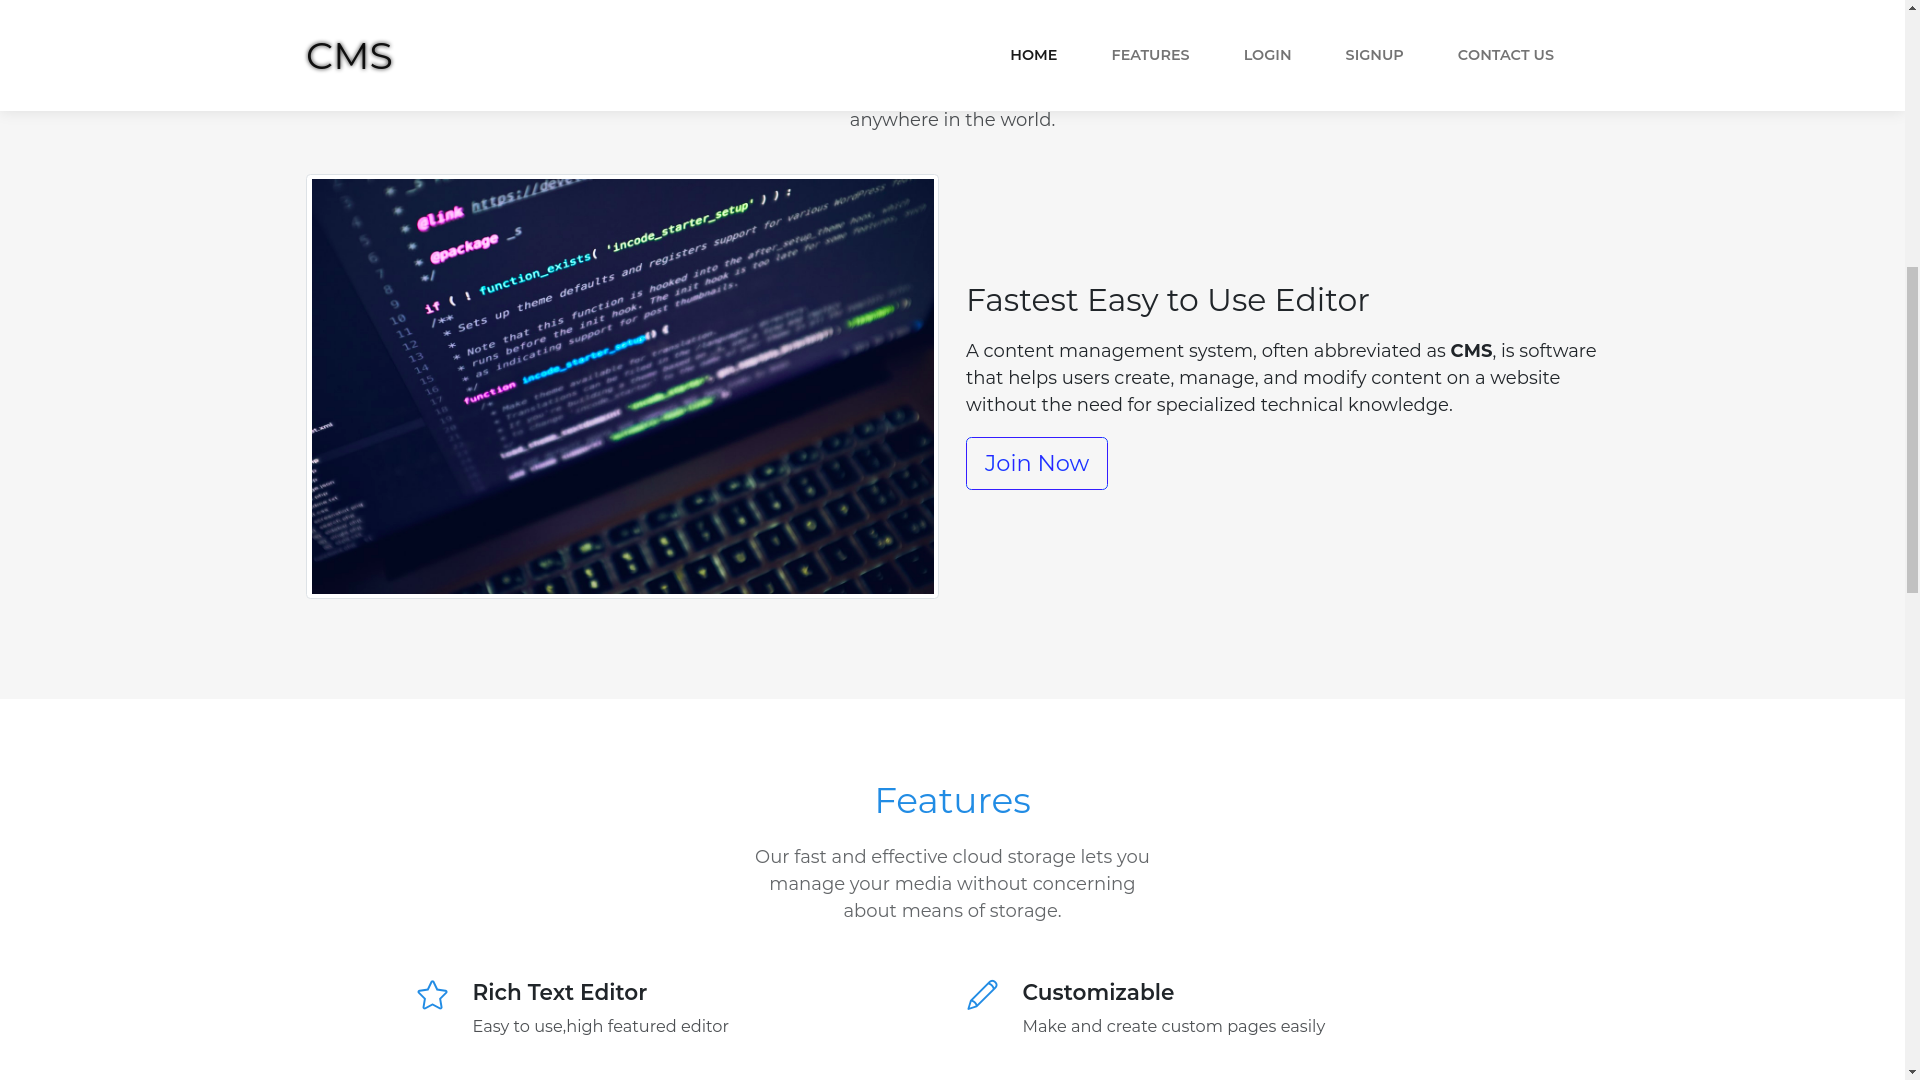 CMS
HOME
FEATURES
LOGIN
SIGNUP
CONTACT US
anywhere in the world.
* @link https://deve
* @package _s
*/
if ( ! function_exists( 'incode_starter_setup' ) ) :
/**
* Sets up theme defaults and registers support for various WordPress
*
* Note that this function is hooked into the after_setup_theme hook, which
* runs before the init hook. The init hook is too late for some features, such
* as indicating support for post thumbnails.
*/
function incode_starter_setup() {
Fastest Easy to Use Editor
A content management system, often abbreviated as CMS, is software
that helps users create, manage, and modify content on a website
without the need for specialized technical knowledge.
Join Now
Features
Our fast and effective cloud storage lets you
manage your media without concerning
about means of storage.
Rich Text Editor
Easy to use,high featured editor
Customizable
Make and create custom pages easily